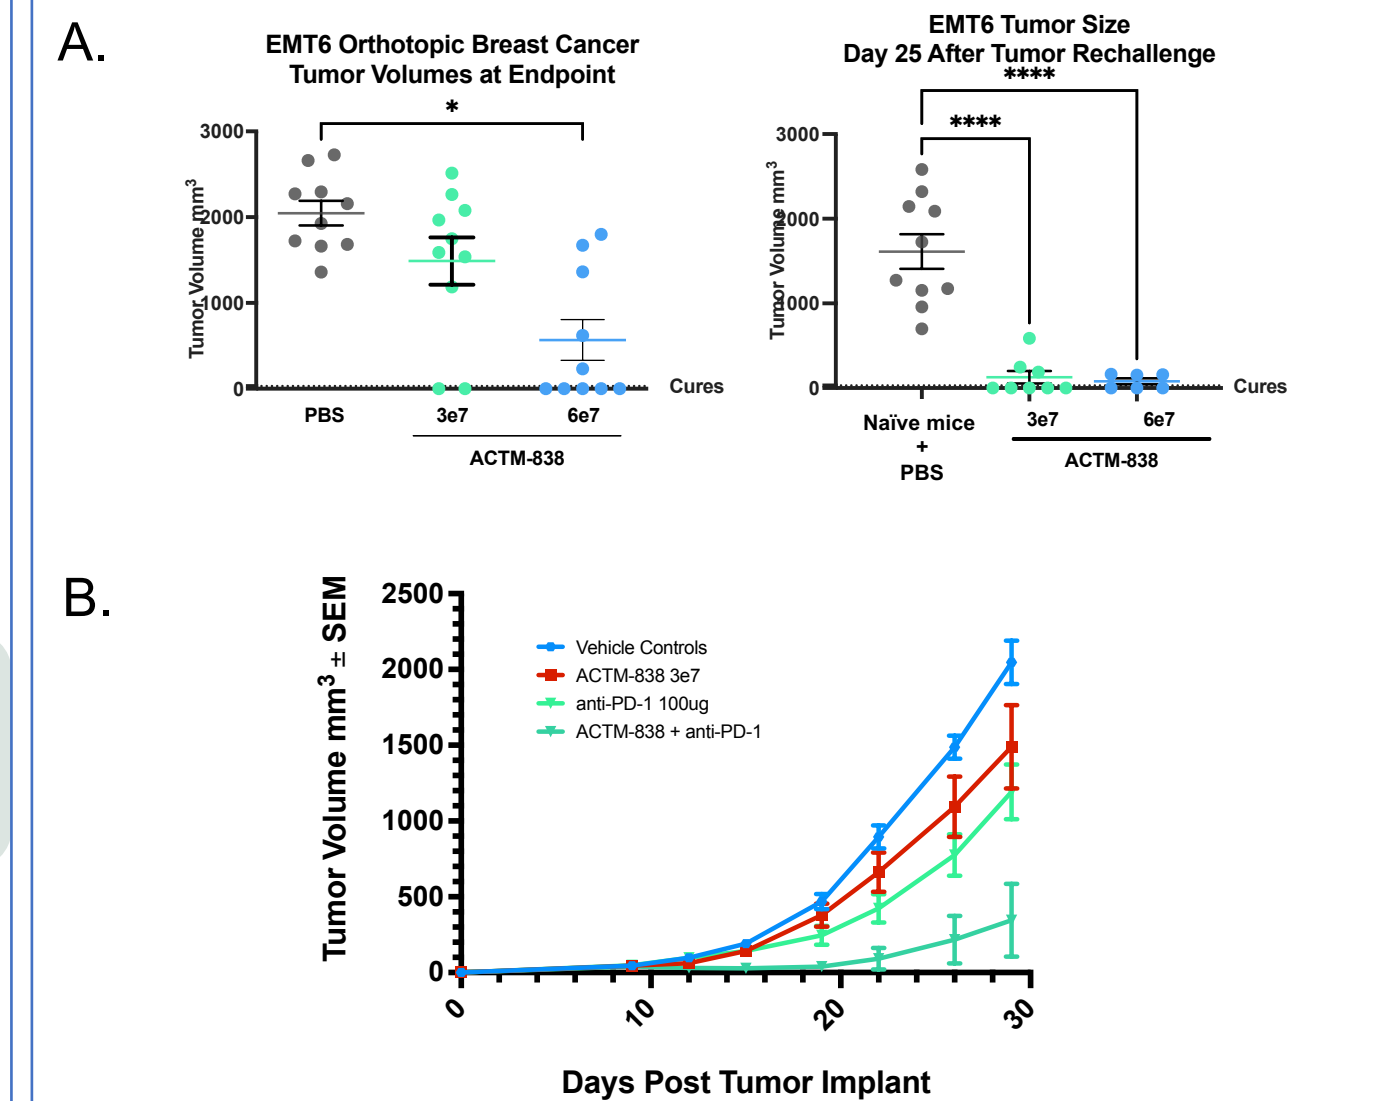 A.
EMT6 Orthotopic Breast Cancer
Tumor Volumes at Endpoint
*
Tumor Volume mm³
3000
2000
1000
0
Cures
PBS
3e7
6e7
ACTM-838
EMT6 Tumor Size
Day 25 After Tumor Rechallenge
****
****
Tumor Volume mm³
3000
2000
1000
0
Cures
Naïve mice
+
PBS
3e7
6e7
ACTM-838
B.
Tumor Volume mm³ ± SEM
2500
2000
1500
1000
500
0
Vehicle Controls
ACTM-838 3e7
anti-PD-1 100ug
ACTM-838 + anti-PD-1
0
10
20
30
Days Post Tumor Implant